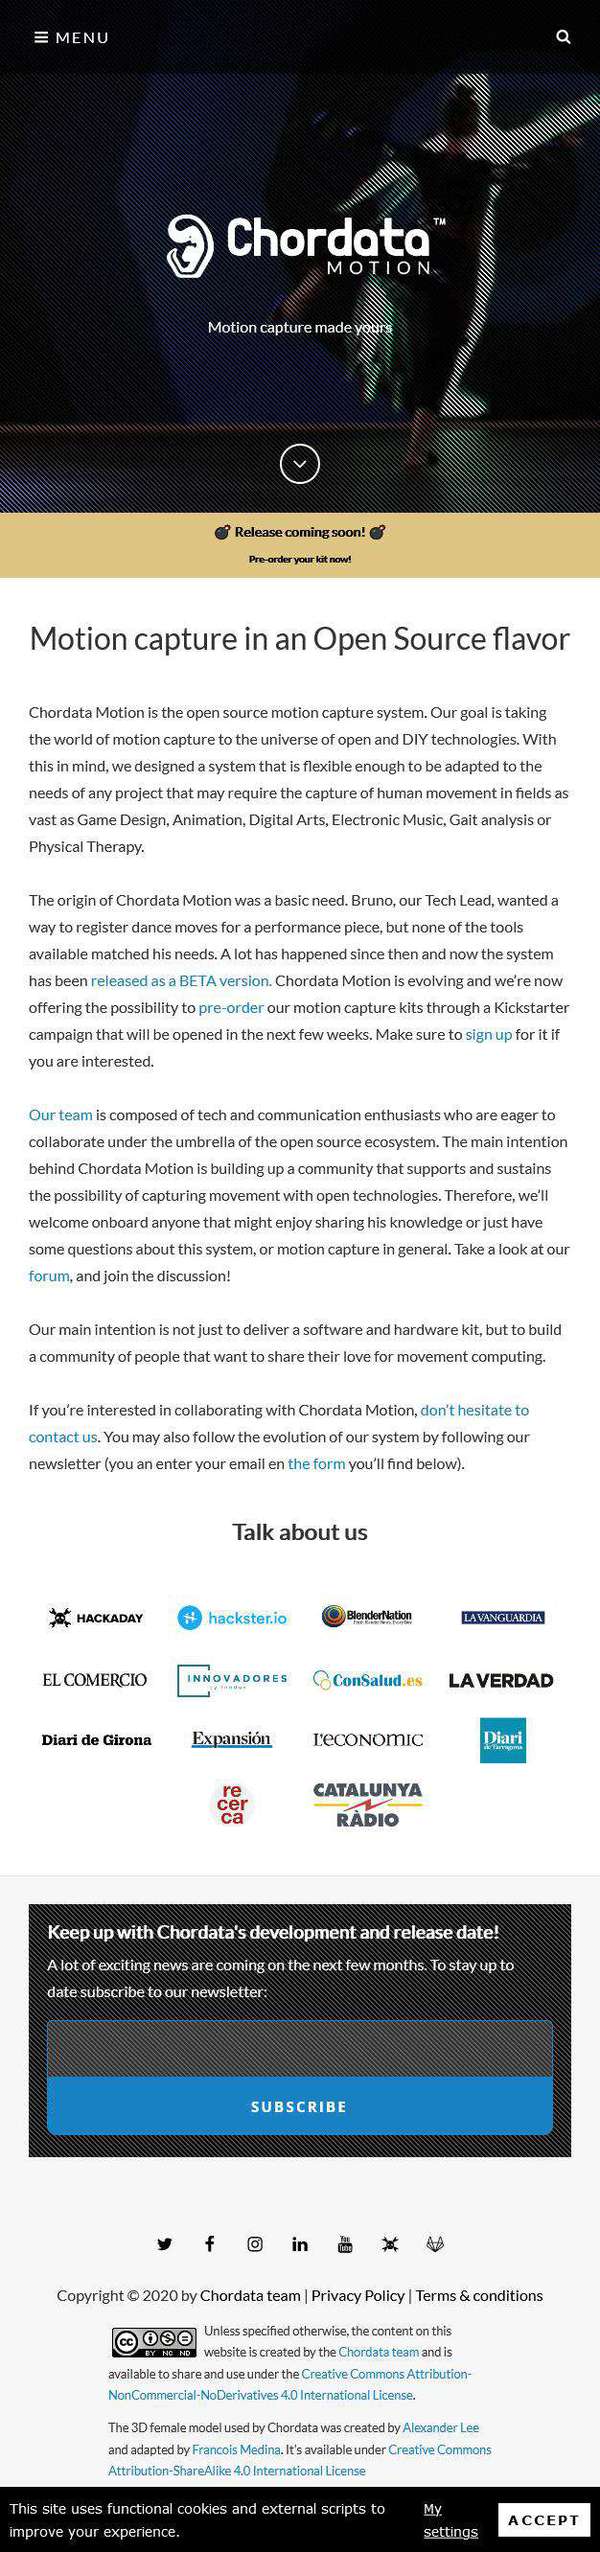 MENU
Chordata™
MOTION
Motion capture made yours
Release coming soon!
Pre-order your kit now!
Motion capture in an Open Source flavor
Chordata Motion is the open source motion capture system. Our goal is taking
the world of motion capture to the universe of open and DIY technologies. With
this in mind, we designed a system that is flexible enough to be adapted to the
needs of any project that may require the capture of human movement in fields as
vast as Game Design, Animation, Digital Arts, Electronic Music, Gait analysis or
Physical Therapy.
The origin of Chordata Motion was a basic need. Bruno, our Tech Lead, wanted a
way to register dance moves for a performance piece, but none of the tools
available matched his needs. A lot has happened since then and now the system
has been released as a BETA version. Chordata Motion is evolving and we’re now
offering the possibility to pre-order our motion capture kits through a Kickstarter
campaign that will be opened in the next few weeks. Make sure to sign up for it if
you are interested.
Our team is composed of tech and communication enthusiasts who are eager to
collaborate under the umbrella of the open source ecosystem. The main intention
behind Chordata Motion is building up a community that supports and sustains
the possibility of capturing movement with open technologies. Therefore, we’ll
welcome onboard anyone that might enjoy sharing his knowledge or just have
some questions about this system, or motion capture in general. Take a look at our
forum, and join the discussion!
Our main intention is not just to deliver a software and hardware kit, but to build
a community of people that want to share their love for movement computing.
If you’re interested in collaborating with Chordata Motion, don’t hesitate to
contact us. You may also follow the evolution of our system by following our
newsletter (you an enter your email en the form you’ll find below).
Talk about us
HACKADAY hackster.io BlenderNation LA VANGUARDIA
EL COMERCIO INNOVADORES ConSalud.es LA VERDAD
Diari de Girona Expansión L'ECONÒMIC Diari de Tarragona
re
cer
ca
CATALUNYA
RÀDIO
Keep up with Chordata's development and release date!
A lot of exciting news are coming on the next few months. To stay up to
date subscribe to our newsletter:
SUBSCRIBE
You
Tube
Copyright © 2020 by Chordata team | Privacy Policy | Terms & conditions
CC BY NC ND
Unless specified otherwise, the content on this
website is created by the Chordata team and is
available to share and use under the Creative Commons Attribution-
NonCommercial-NoDerivatives 4.0 International License.
The 3D female model used by Chordata was created by Alexander Lee
and adapted by Francois Medina. It’s available under Creative Commons
Attribution-ShareAlike 4.0 International License
This site uses functional cookies and external scripts to
improve your experience.
My
settings
ACCEPT